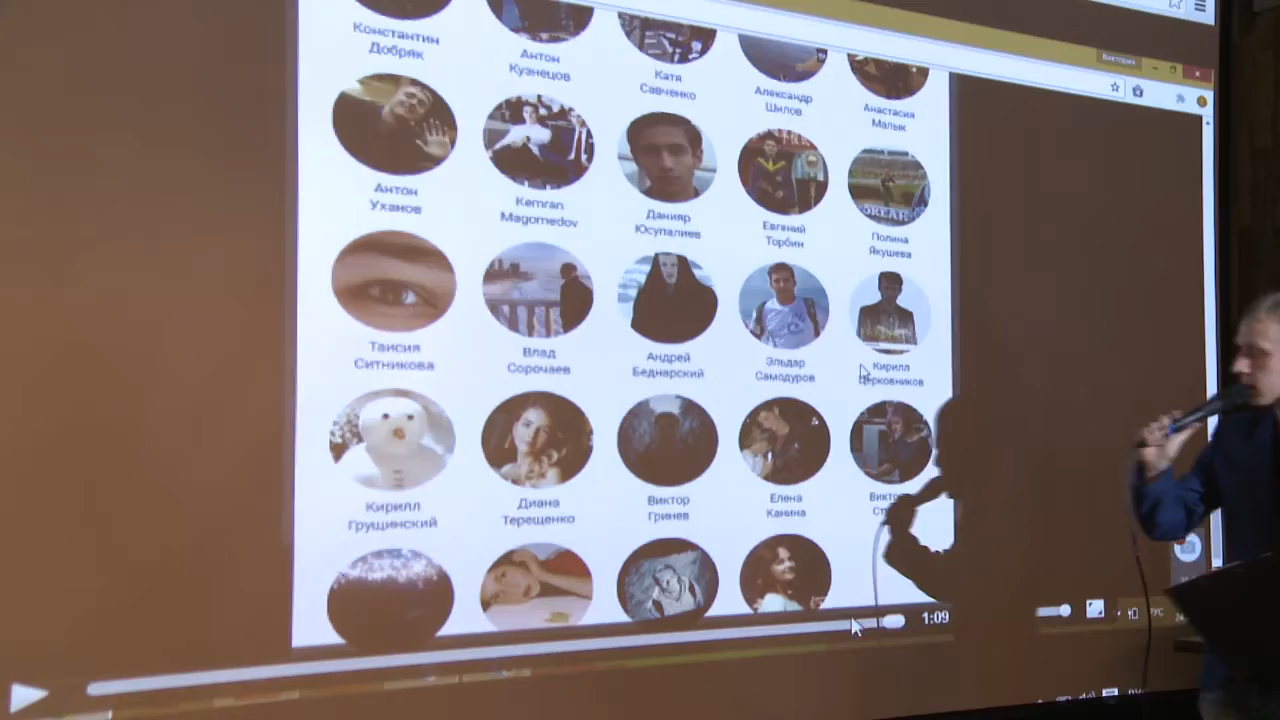 Виктория
Константин
Добряк
Антон
Кузнецов
Катя
Савченко
Александр
Шилов
Анастасия
Малык
Антон
Уханов
Kemran
Magomedov
Данияр
Юсупалиев
Евгений
Торбин
Полина
Якушева
Таисия
Ситникова
Влад
Сорочаев
Андрей
Беднарский
Эльдар
Самодуров
Кирилл
Церковников
Кирилл
Грущинский
Диана
Терещенко
Виктор
Гринев
Елена
Канина
1:09